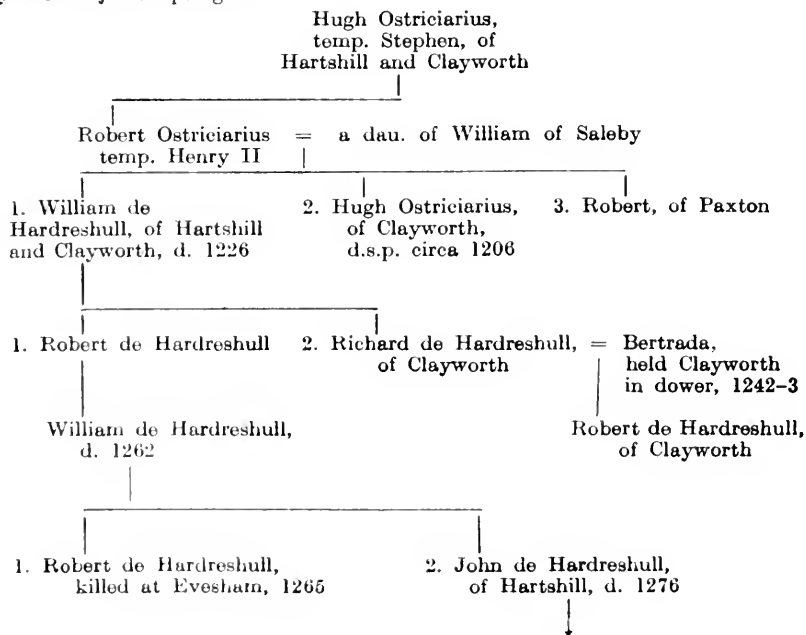 Hugh Ostriciarius,
temp. Stephen, of
Hartshill and Clayworth
Robert Ostriciarius = a dau. of William of Saleby
temp. Henry II
1. William de
Hardreshull, of Hartshill
and Clayworth, d. 1226
2. Hugh Ostriciarius,
of Clayworth,
d.s.p. circa 1206
3. Robert, of Paxton
1. Robert de Hardreshull
2. Richard de Hardreshull,
of Clayworth
= Bertrada,
held Clayworth
in dower, 1242–3
William de Hardreshull,
d. 1262
Robert de Hardreshull,
of Clayworth
1. Robert de Hardreshull,
killed at Evesham, 1265
2. John de Hardreshull,
of Hartshill, d. 1276